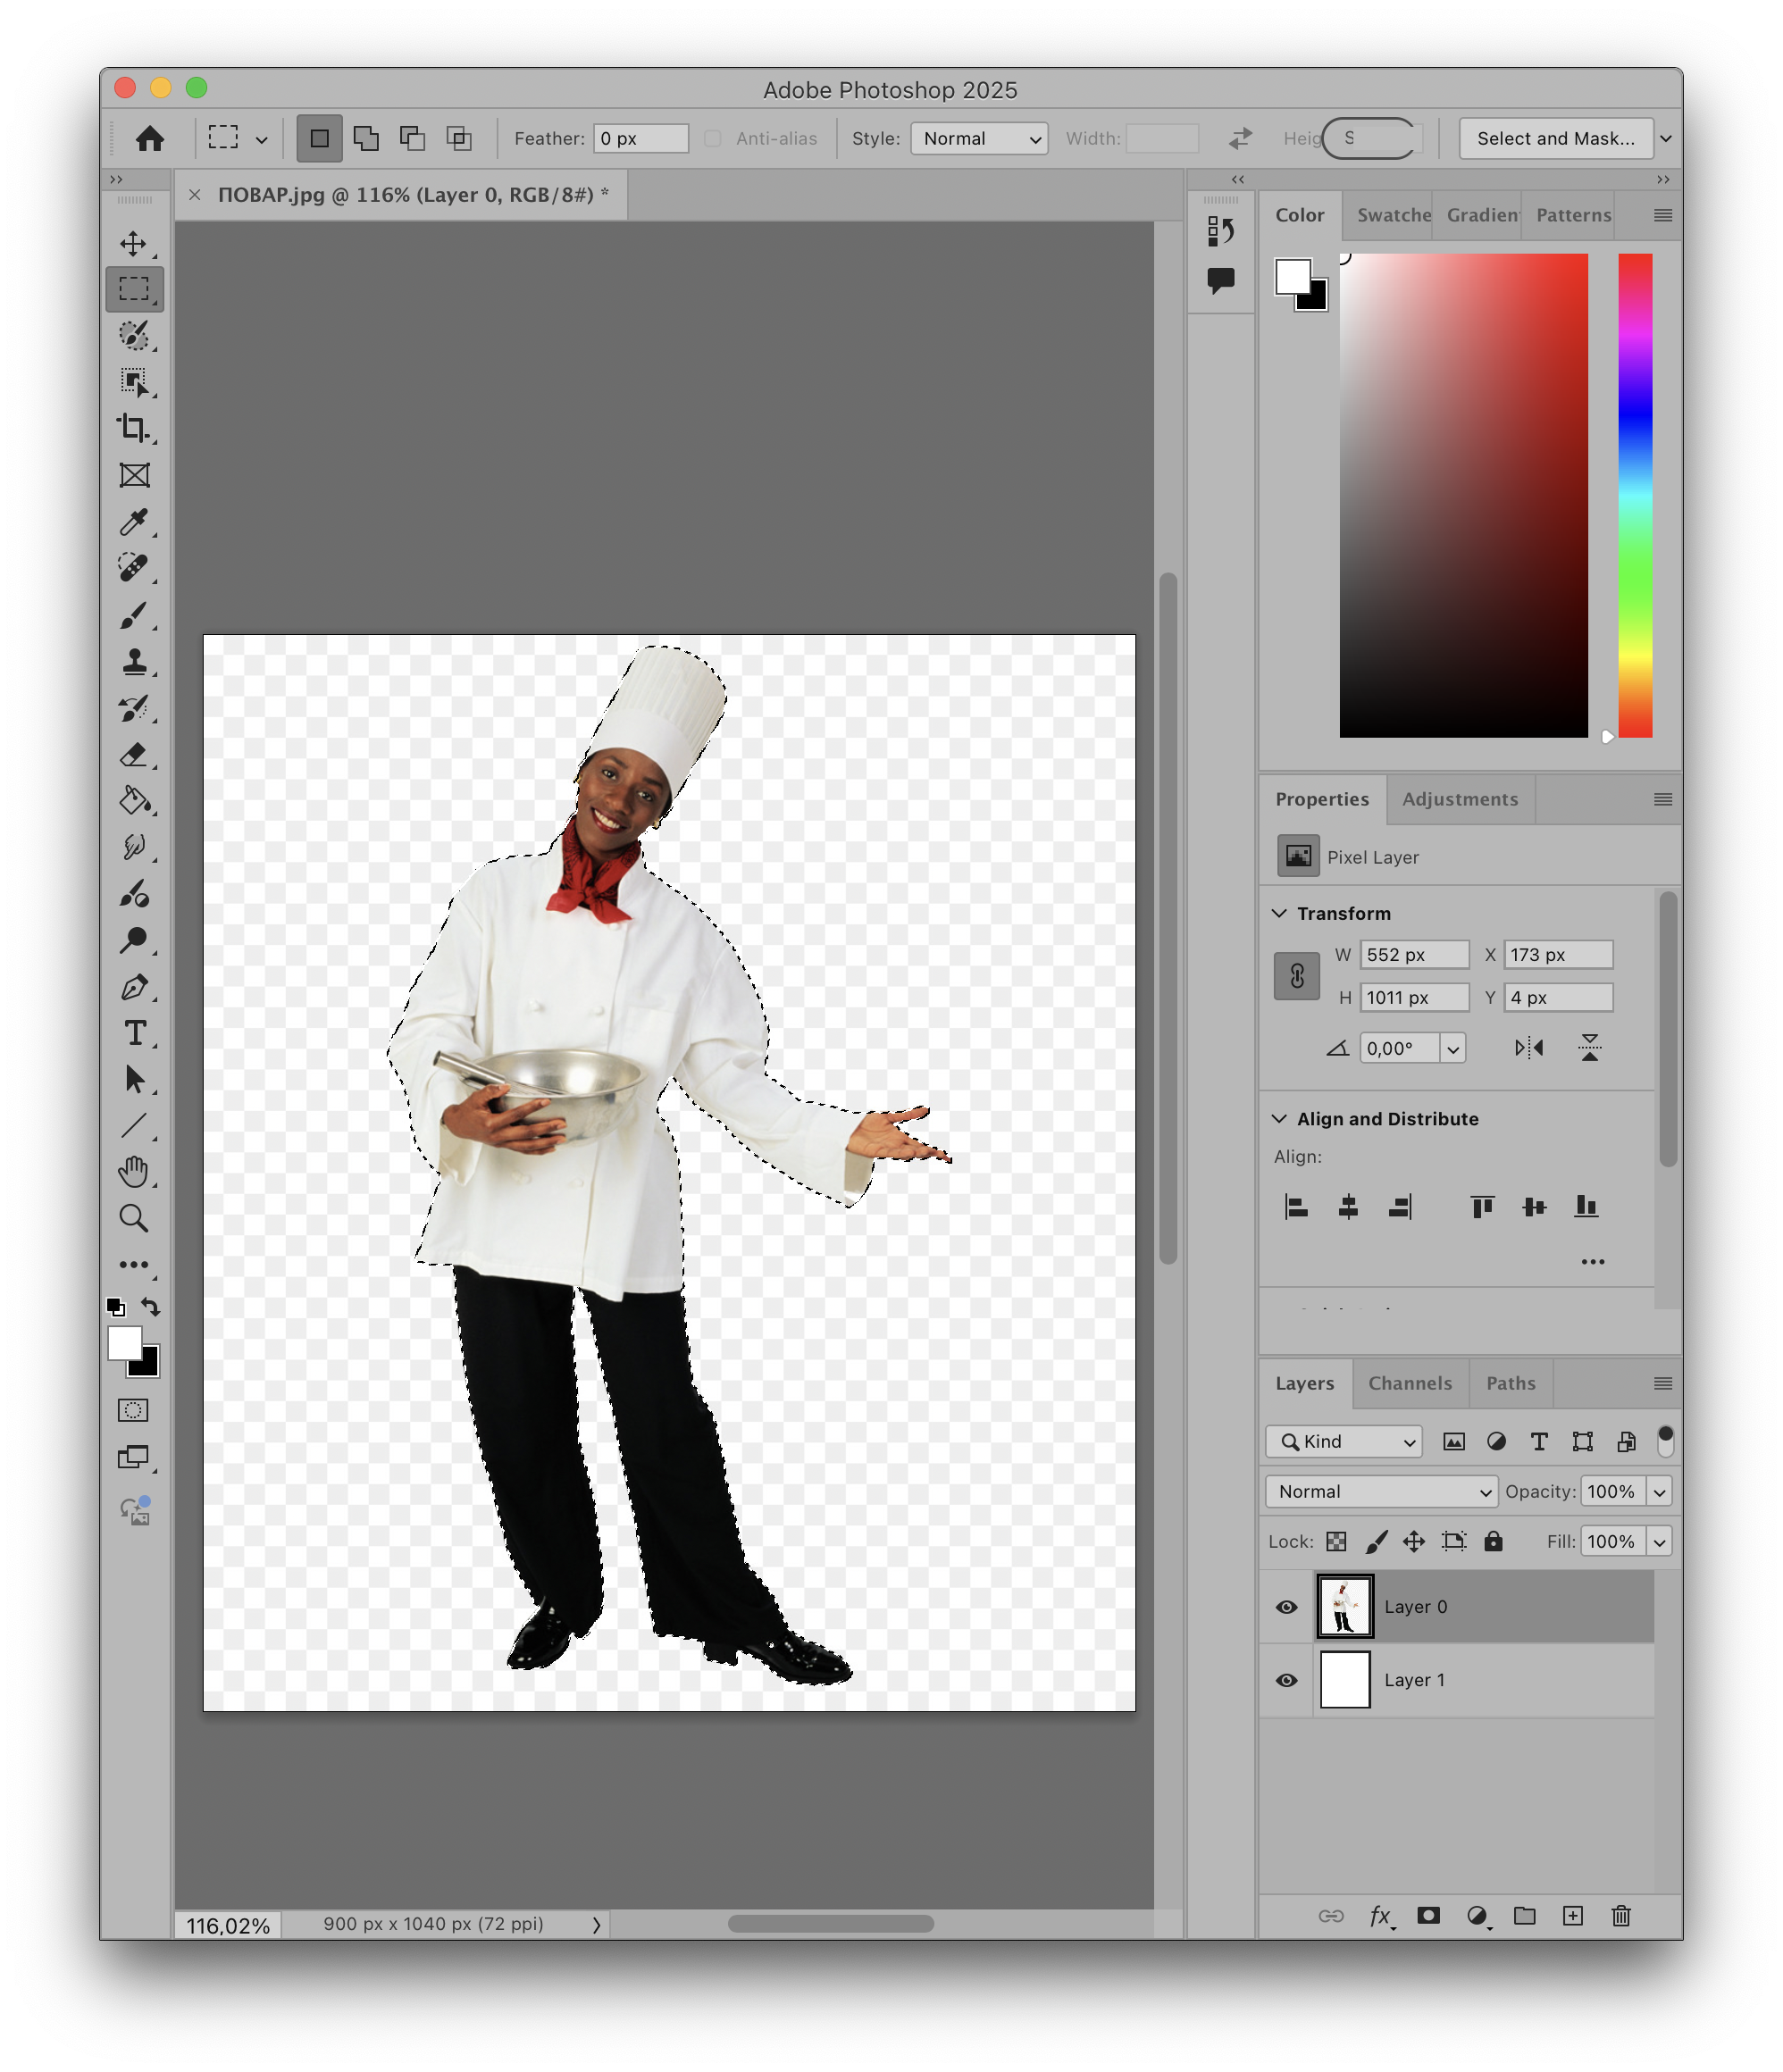 Adobe Photoshop 2025
Feather: 0 px Anti-alias Style: Normal Width: Heig S Select and Mask...
ПОВАР.jpg @ 116% (Layer 0, RGB/8#) *
Color Swatche Gradien Patterns
Properties Adjustments
Pixel Layer
Transform
W 552 px X 173 px
H 1011 px Y 4 px
0,00°
Align and Distribute
Align:
Layers Channels Paths
Kind
Normal Opacity: 100%
Lock: Fill: 100%
Layer 0
Layer 1
fx
116,02% 900 px x 1040 px (72 ppi)